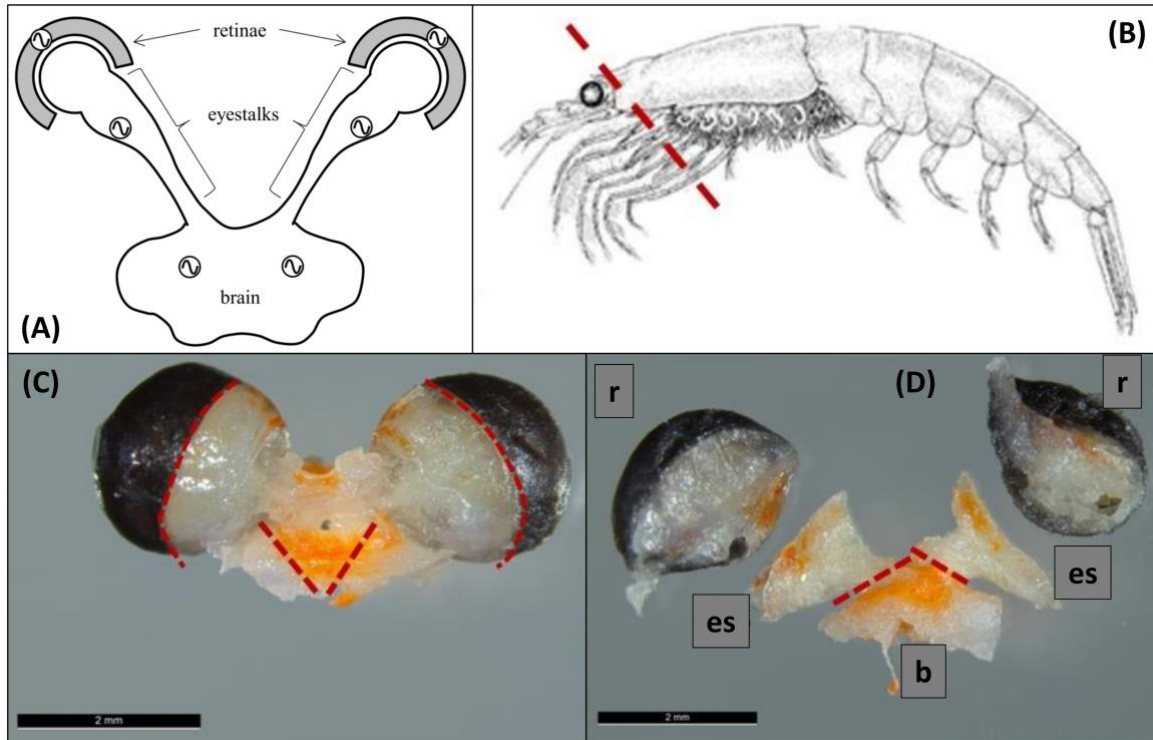 retinae
eyestalks
brain
(A)
(B)
(C)
2 mm
r
(D)
r
es
es
b
2 mm